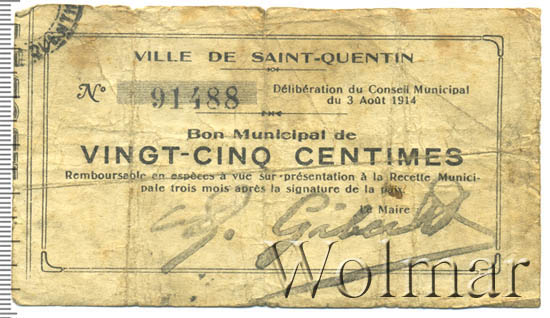 VILLE DE SAINT-QUENTIN
N° 91488
Délibération du Conseil Municipal
du 3 Août 1914
Bon Municipal de
VINGT-CINQ CENTIMES
Remboursable en espèces à vue sur présentation à la Recette Munici-
pale trois mois après la signature de la paix.
Le Maire
Gibert
Wolmar